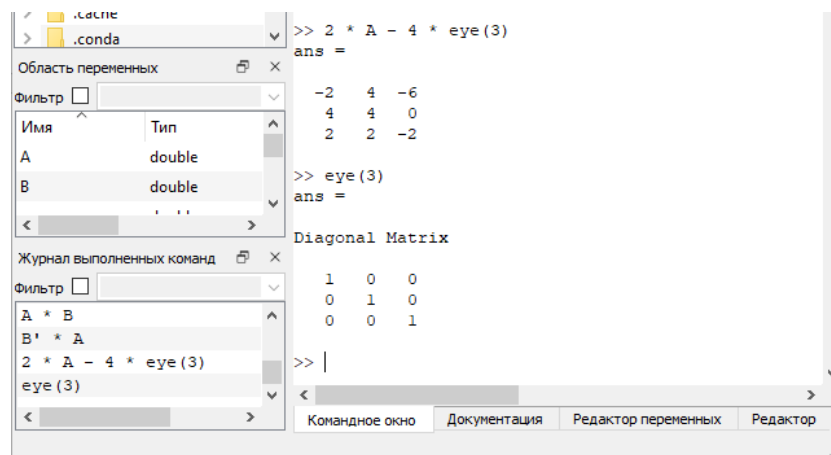 .cache
.conda
Область переменных
Фильтр
Имя Тип
A double
B double
Журнал выполненных команд
Фильтр
A * B
B' * A
2 * A - 4 * eye(3)
eye(3)
>> 2 * A - 4 * eye(3)
ans =
-2 4 -6
4 4 0
2 2 -2
>> eye(3)
ans =
Diagonal Matrix
1 0 0
0 1 0
0 0 1
>>
Командное окно Документация Редактор переменных Редактор